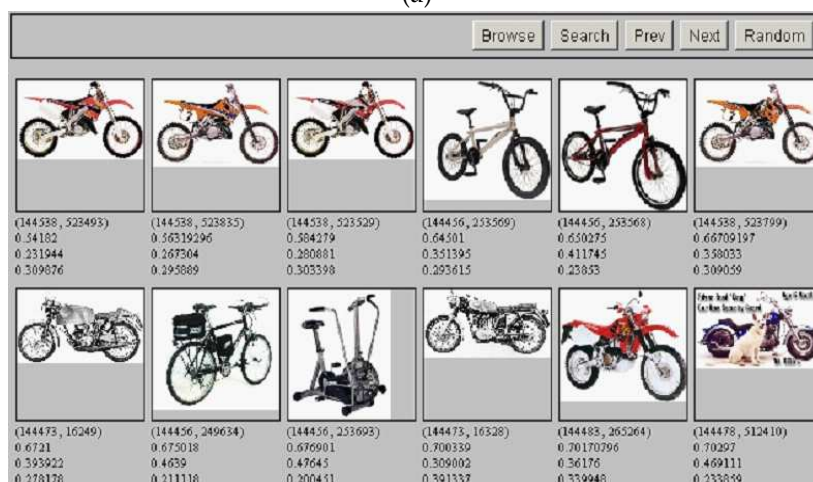 Browse Search Prev Next Random
(144538, 523493) (144538, 523835) (144538, 523529) (144456, 253569) (144456, 253568) (144538, 523799)
0.54182 0.56319296 0.584279 0.64501 0.650275 0.66709197
0.231944 0.267304 0.280881 0.351395 0.411745 0.358033
0.309876 0.295889 0.303398 0.293615 0.23853 0.309059
(144473, 16249) (144456, 249634) (144456, 253693) (144473, 16328) (144483, 265264) (144478, 512410)
0.6721 0.675018 0.676901 0.700339 0.70170796 0.70297
0.393922 0.4639 0.47645 0.309002 0.36176 0.469111
0.278178 0.211118 0.200451 0.391337 0.339948 0.233859